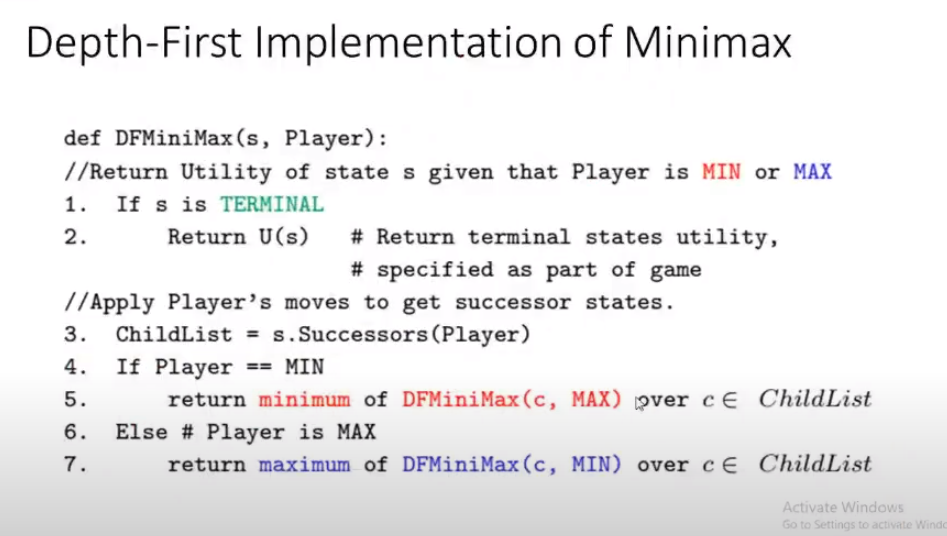 Depth-First Implementation of Minimax
def DFMiniMax(s, Player):
//Return Utility of state s given that Player is MIN or MAX
1. If s is TERMINAL
2. Return U(s) # Return terminal states utility,
# specified as part of game
//Apply Player's moves to get successor states.
3. ChildList = s.Successors(Player)
4. If Player == MIN
5. return minimum of DFMiniMax(c, MAX) over c ∈ ChildList
6. Else # Player is MAX
7. return maximum of DFMiniMax(c, MIN) over c ∈ ChildList
Activate Windows
Go to Settings to activate Windo